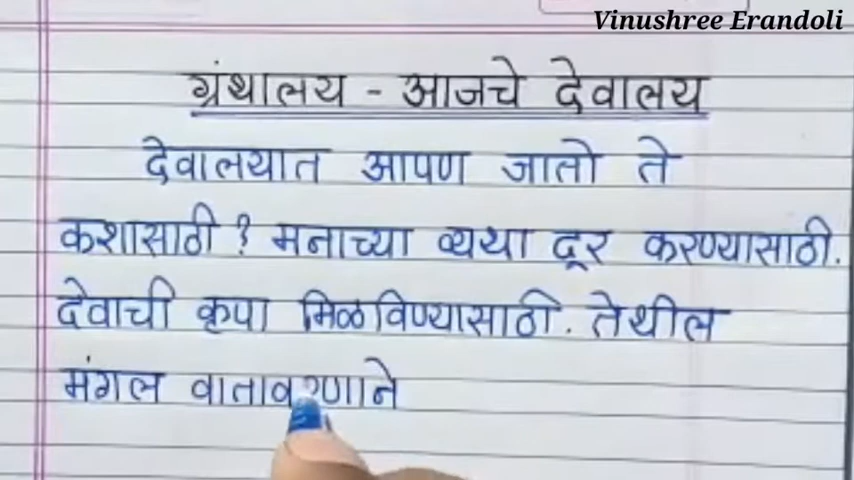 Vinushree Erandoli
ग्रंथालय - आजचे देवालय
देवालयात आपण जातो ते
कशासाठी? मनाच्या व्यथा दूर करण्यासाठी.
देवाची कृपा मिळविण्यासाठी. तेथील
मंगल वातावरणाने